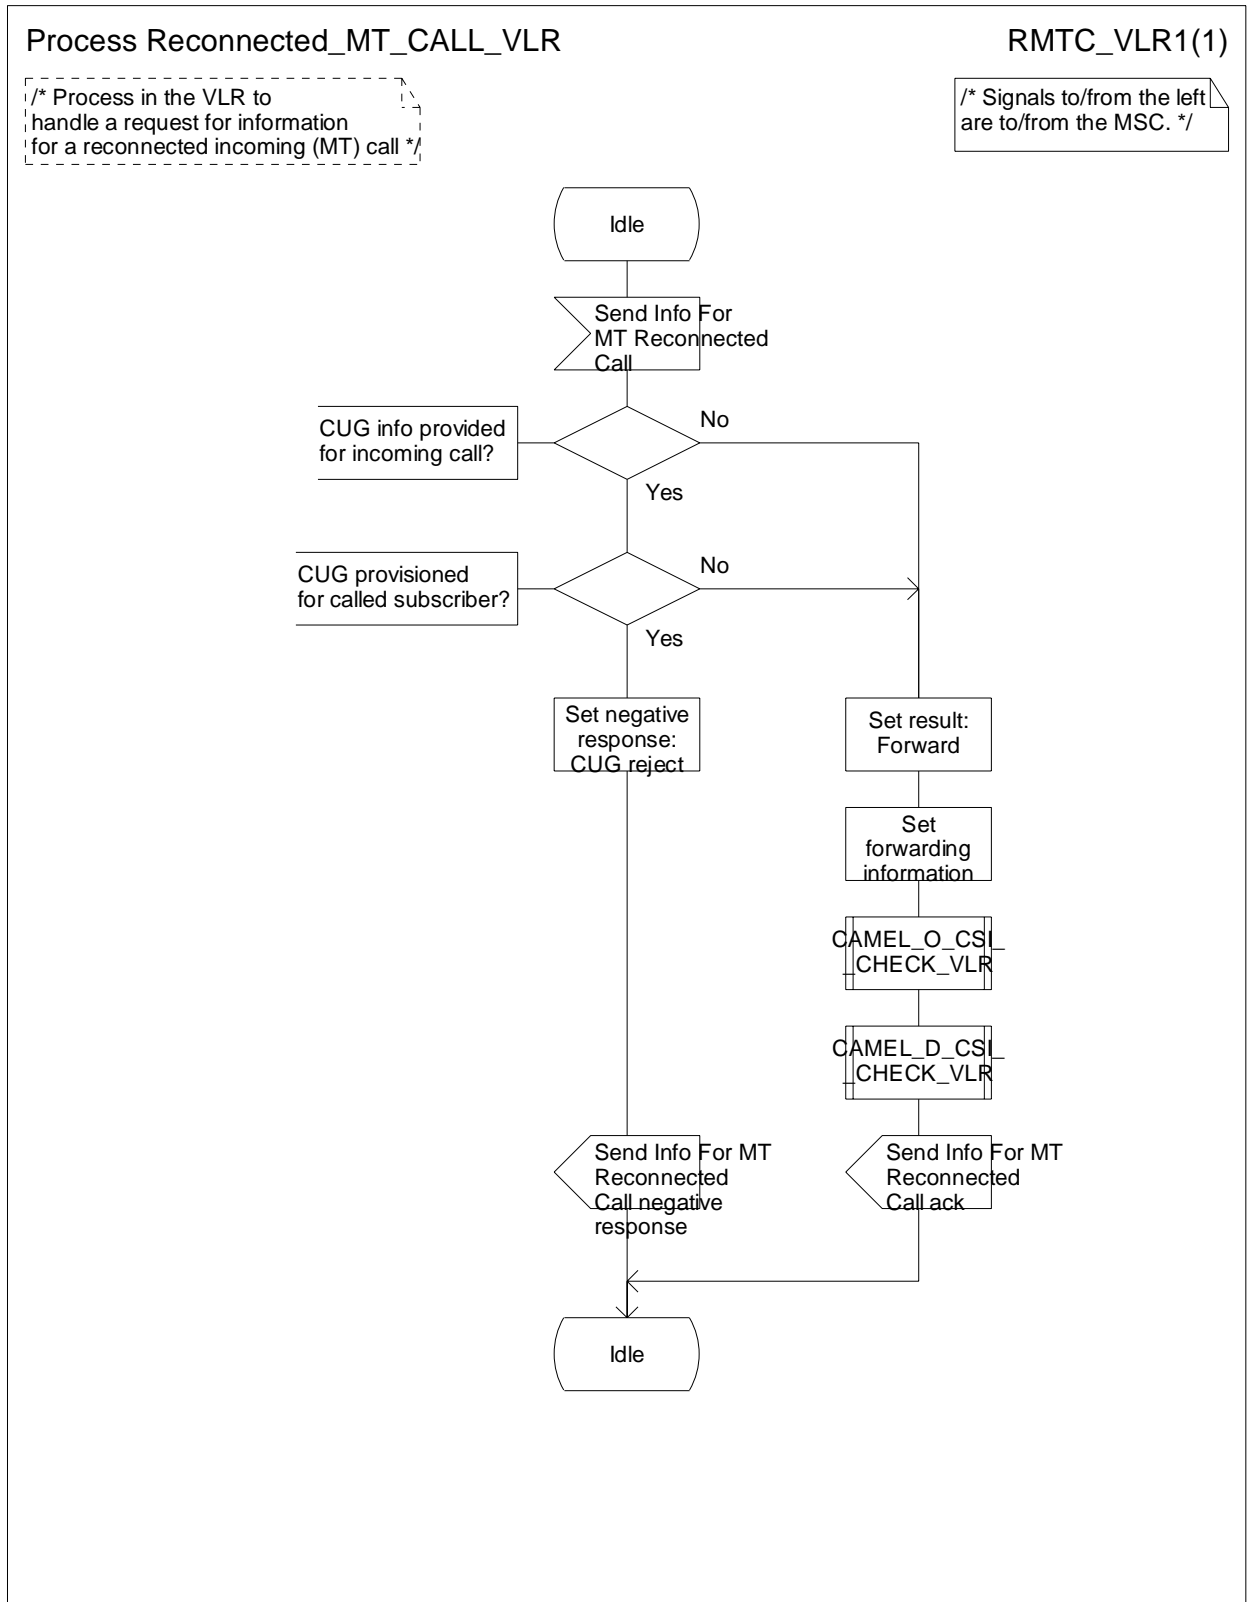 Process Reconnected_MT_CALL_VLR
RMTC_VLR1(1)
/* Process in the VLR to
handle a request for information
for a reconnected incoming (MT) call */
/* Signals to/from the left
are to/from the MSC. */
Idle
Send Info For
MT Reconnected
Call
CUG info provided
for incoming call?
No
Yes
CUG provisioned
for called subscriber?
No
Yes
Set negative
response:
CUG reject
Set result:
Forward
Set
forwarding
information
CAMEL_O_CSI_
_CHECK_VLR
CAMEL_D_CSI_
_CHECK_VLR
Send Info For MT
Reconnected
Call negative
response
Send Info For MT
Reconnected
Call ack
Idle